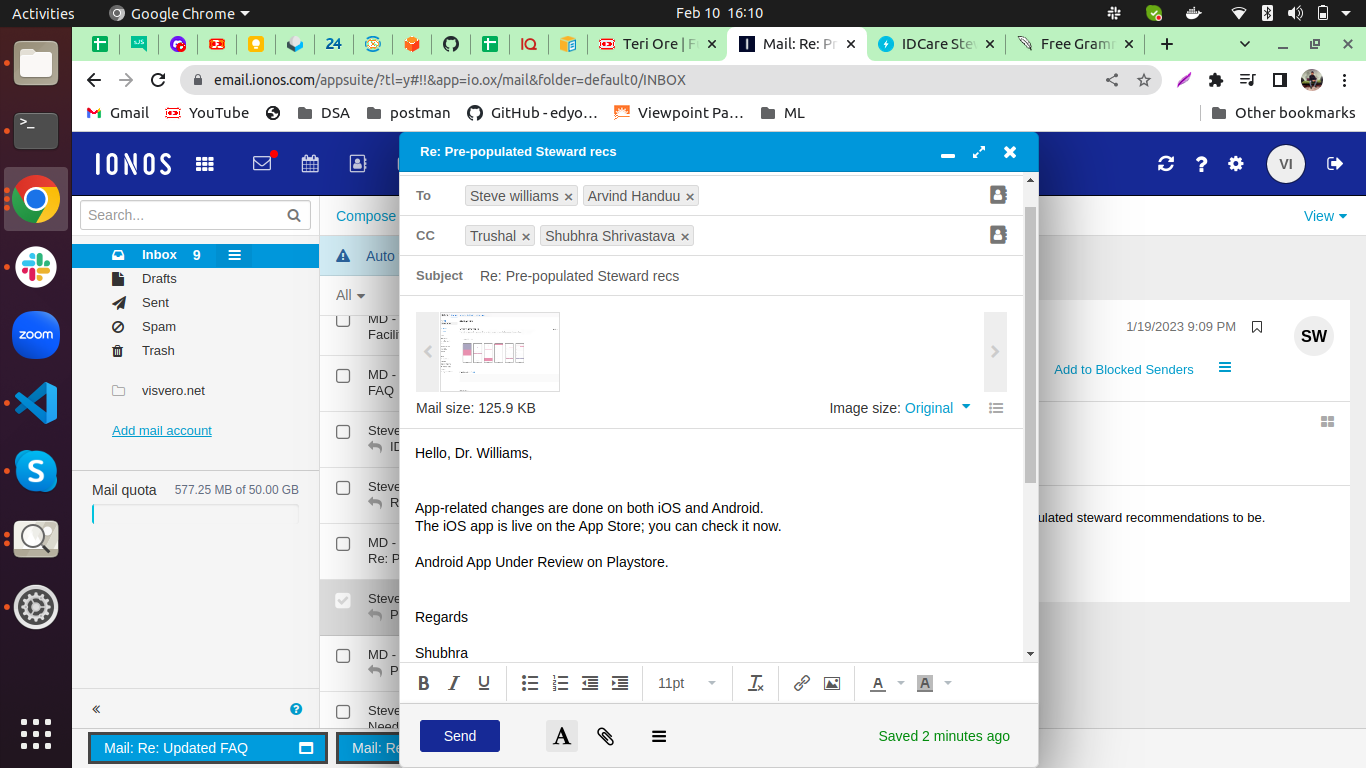 Activities
Google Chrome
Feb 10 16:10
24
Teri Ore | F
Mail: Re: Pr
IDCare Stev
Free Gramr
email.ionos.com/appsuite/?tl=y#!!&app=io.ox/mail&folder=default0/INBOX
Gmail
YouTube
DSA
postman
GitHub - edyo…
Viewpoint Pa…
ML
Other bookmarks
IONOS
Re: Pre-populated Steward recs
VI
Search...
Compose
View
Inbox 9
Drafts
Sent
Spam
Trash
visvero.net
Add mail account
Mail quota 577.25 MB of 50.00 GB
Auto
All
MD -
Facili
MD -
FAQ
Steve
ID
Steve
R
MD -
Re: P
Steve
P
MD -
P
Steve
Need
To Steve williams × Arvind Handuu ×
CC Trushal × Shubhra Shrivastava ×
Subject Re: Pre-populated Steward recs
Mail size: 125.9 KB
Image size: Original
Hello, Dr. Williams,
App-related changes are done on both iOS and Android.
The iOS app is live on the App Store; you can check it now.
Android App Under Review on Playstore.
Regards
Shubhra
B I U 11pt A A
Send
A
Saved 2 minutes ago
1/19/2023 9:09 PM
SW
Add to Blocked Senders
ulated steward recommendations to be.
zoom
Mail: Re: Updated FAQ
Mail: Re